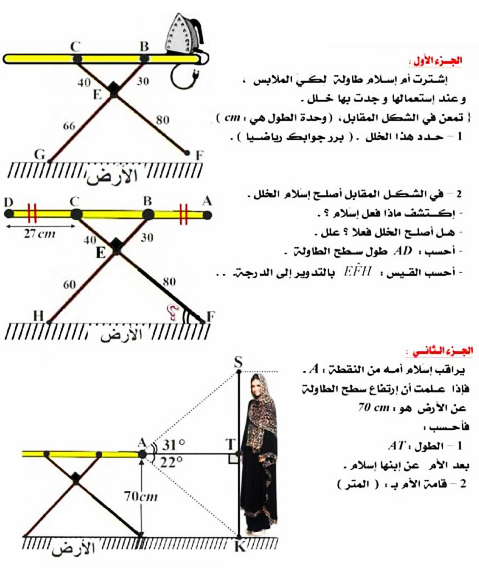 الجزء الأول :
إشترت أم إسلام طاولة لكي الملابس ،
وعند إستعمالها وجدت بها خلل .
{ تمعن في الشكل المقابل، (وحدة الطول هي : cm)
1 – حدد هذا الخلل . ( برر جوابك رياضيا ) .
C B
40 30
E
66 80
G F
الأرض
2 – في الشكل المقابل أصلح إسلام الخلل .
- إكتشف ماذا فعل إسلام ؟ .
- هل أصلح الخلل فعلا ؟ علل .
- أحسب : AD طول سطح الطاولة .
- أحسب القيس : EF̂H بالتدوير إلى الدرجة . .
D C B A
27 cm
40 30
E
60 80
H F
الأرض
الجزء الثاني :
يراقب إسلام أمه من النقطة : A .
فإذا علمت أن إرتفاع سطح الطاولة
عن الأرض هو : 70 cm
فأحسب :
1 – الطول : AT
بعد الأم عن إبنها إسلام .
2 – قامة الأم بـ : ( المتر )
S
A 31° T
22°
70cm
K
الأرض